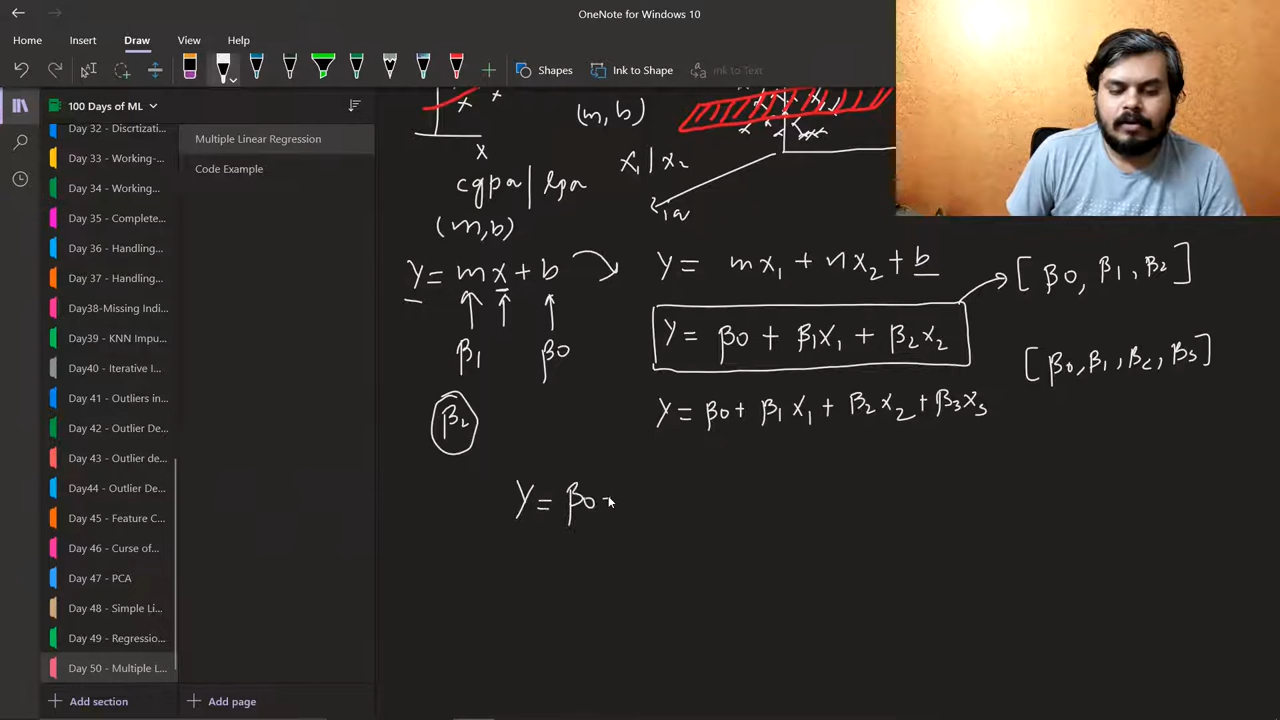 OneNote for Windows 10
Home Insert Draw View Help
Shapes Ink to Shape Ink to Text
100 Days of ML
Day 32 - Discrtizati...
Day 33 - Working-...
Day 34 - Working...
Day 35 - Complete...
Day 36 - Handling...
Day 37 - Handling...
Day38-Missing Indi...
Day39 - KNN Impu...
Day40 - Iterative I...
Day 41 - Outliers in...
Day 42 - Outlier De...
Day 43 - Outlier de...
Day44 - Outlier De...
Day 45 - Feature C...
Day 46 - Curse of...
Day 47 - PCA
Day 48 - Simple Li...
Day 49 - Regressio...
Day 50 - Multiple L...
Add section
Multiple Linear Regression
Code Example
Add page
x
x x
(m, b)
x
cgpa | lpa
x₁ | x₂
(m,b)
Y = mx + b
β₁ β0
β₂
Y = mx₁ + nx₂ + b
[β0, β₁, β₂]
Y = β0 + β₁x₁ + β₂x₂
[β0, β₁, β₂, β₃]
Y = β0 + β₁x₁ + β₂x₂ + β₃x₃
Y = β0 -